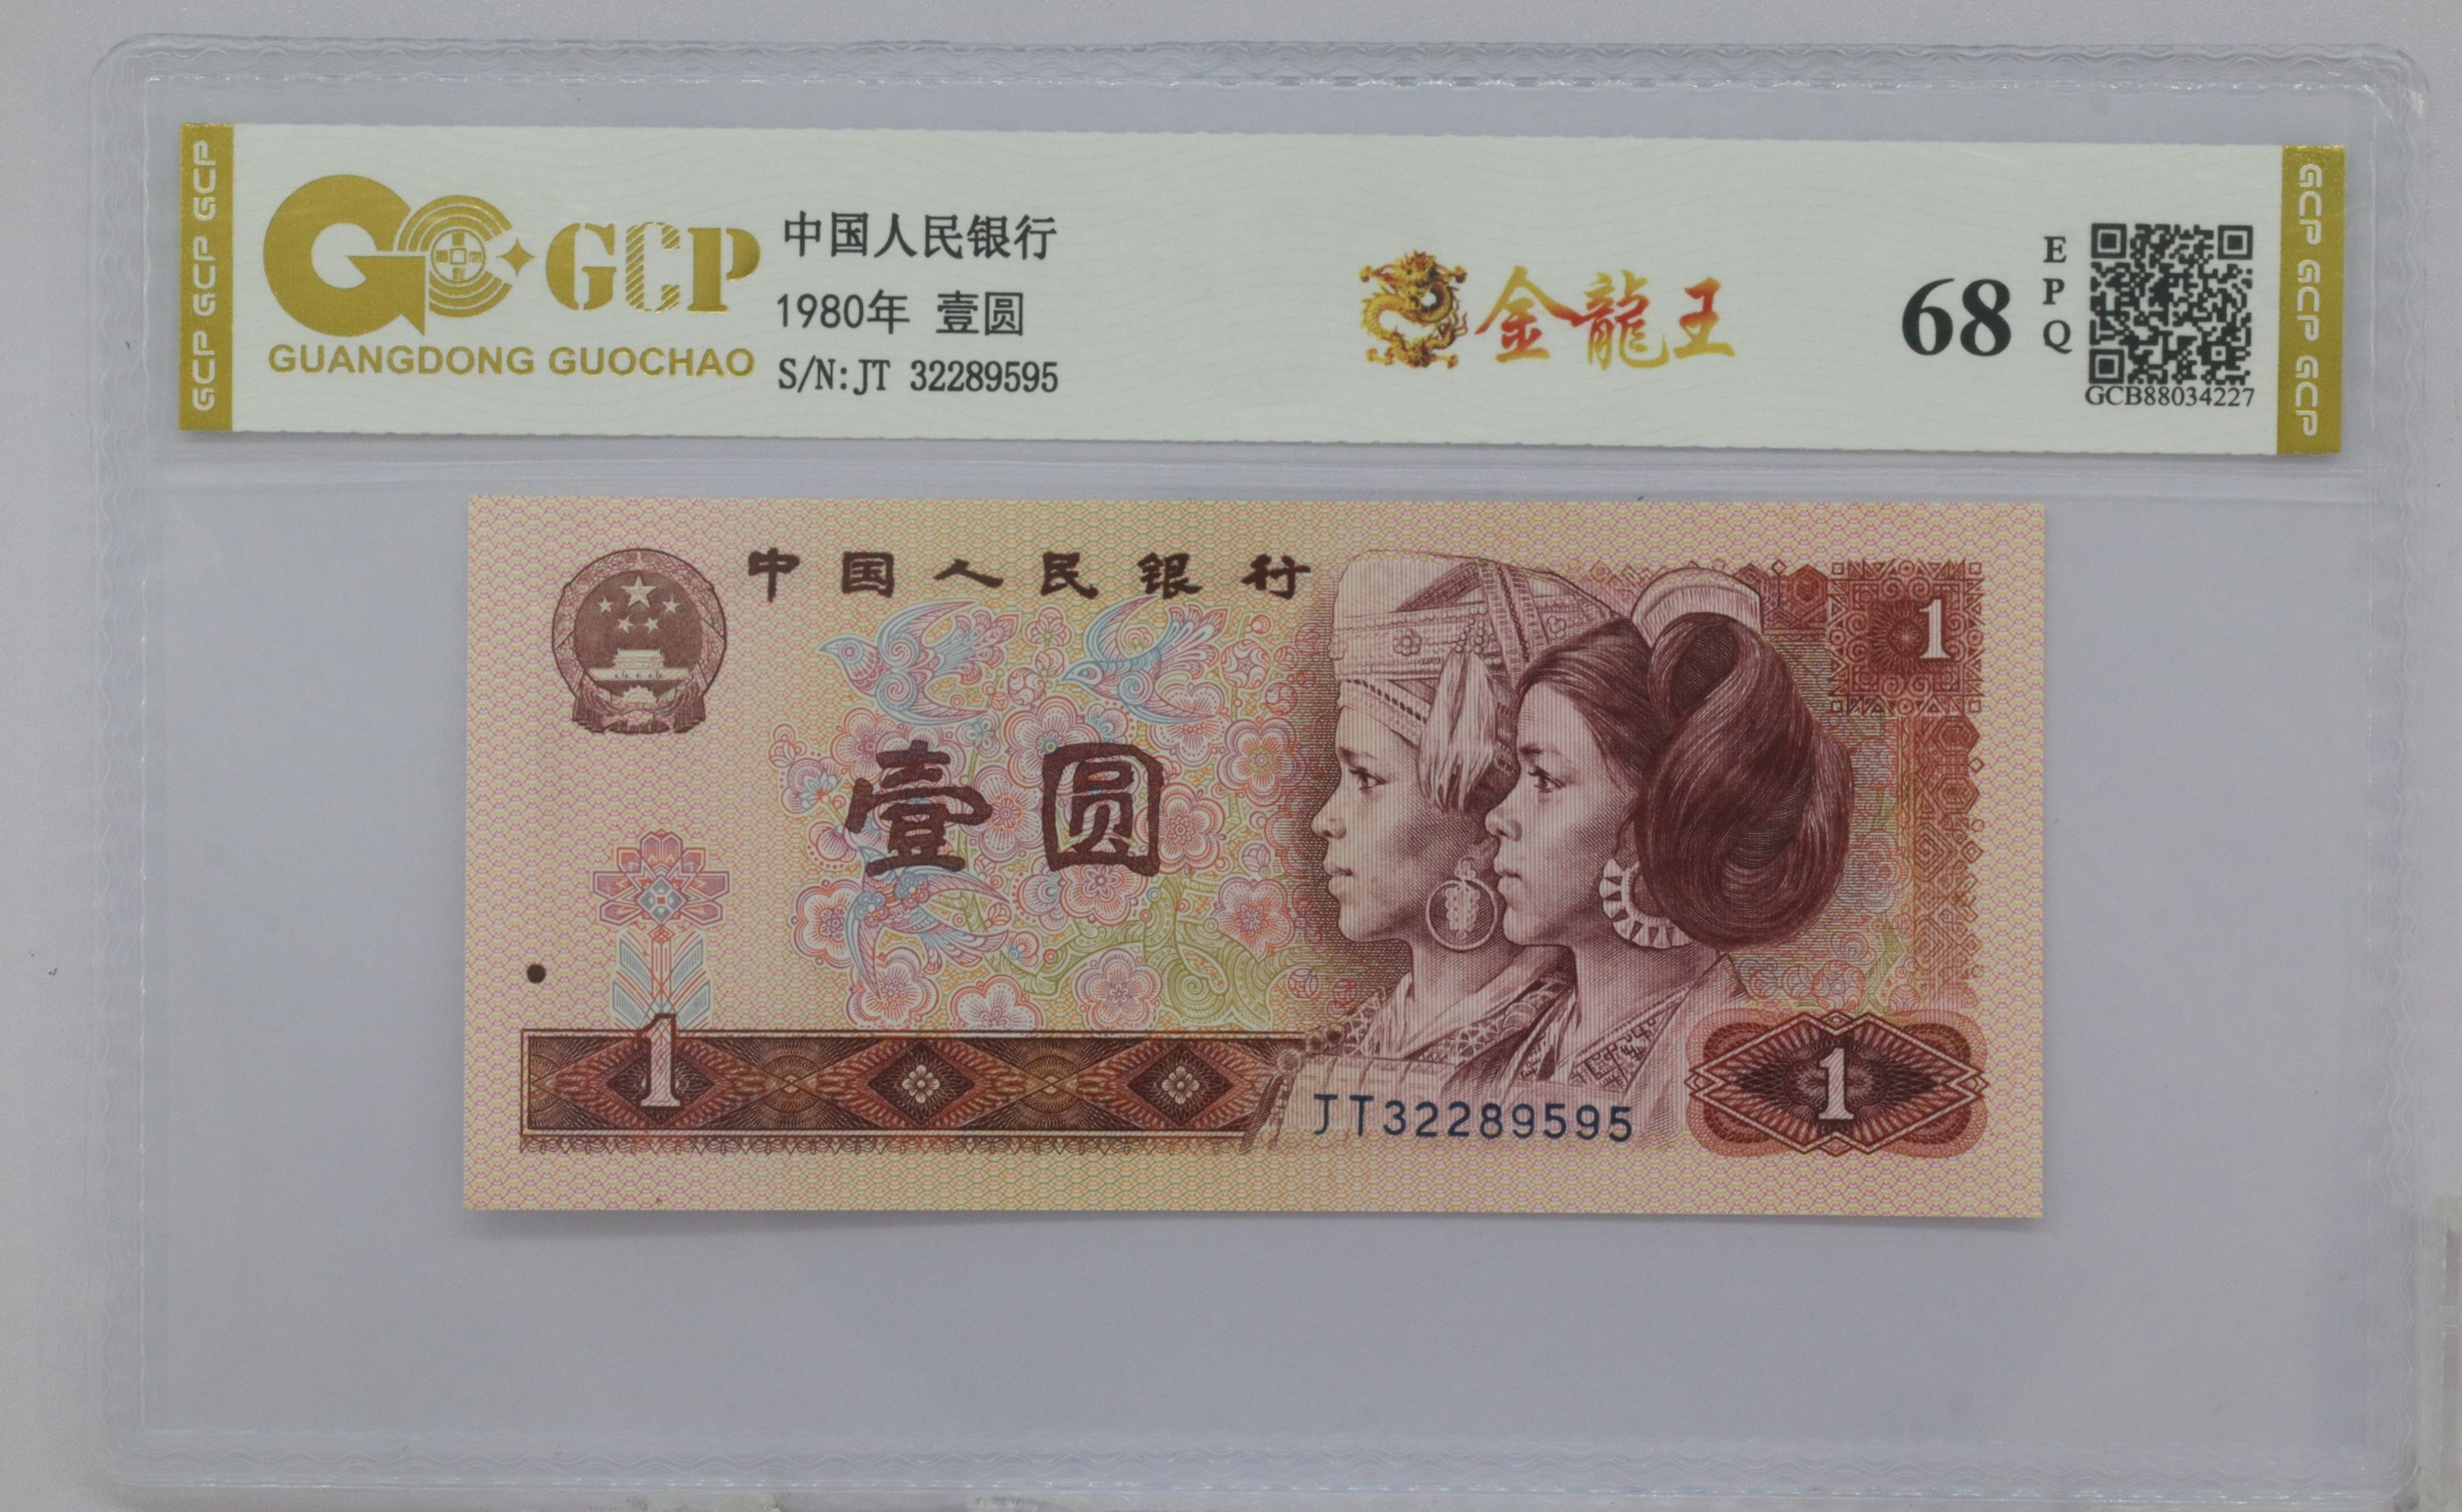 GCP GCP GCP
GCP
GUANGDONG GUOCHAO
中国人民银行
1980年 壹圆
S/N:JT 32289595
金龍王
68
EPQ
GCB88034227
GCP GCP GCP
中国人民银行
1
壹圆
1
JT32289595
1